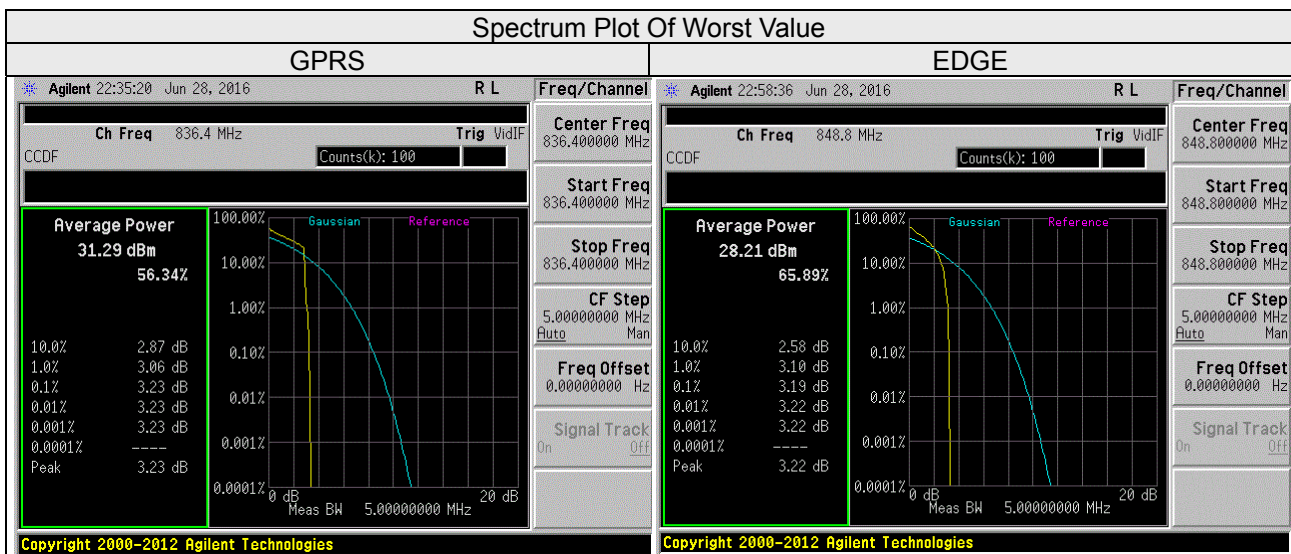 Spectrum Plot Of Worst Value
GPRS
EDGE
Agilent 22:35:20 Jun 28, 2016 R L
Ch Freq 836.4 MHz Trig VidIF
CCDF Counts(k): 100
Average Power
31.29 dBm
56.34%
10.0% 2.87 dB
1.0% 3.06 dB
0.1% 3.23 dB
0.01% 3.23 dB
0.001% 3.23 dB
0.0001% ----
Peak 3.23 dB
Gaussian Reference
100.00%
10.00%
1.00%
0.10%
0.01%
0.001%
0.0001%
0 dB 20 dB
Meas BW 5.00000000 MHz
Freq/Channel
Center Freq
836.400000 MHz
Start Freq
836.400000 MHz
Stop Freq
836.400000 MHz
CF Step
5.00000000 MHz
Auto Man
Freq Offset
0.00000000 Hz
Signal Track
On Off
Copyright 2000-2012 Agilent Technologies
Agilent 22:58:36 Jun 28, 2016 R L
Ch Freq 848.8 MHz Trig VidIF
CCDF Counts(k): 100
Average Power
28.21 dBm
65.89%
10.0% 2.58 dB
1.0% 3.10 dB
0.1% 3.19 dB
0.01% 3.22 dB
0.001% 3.22 dB
0.0001% ----
Peak 3.22 dB
Gaussian Reference
100.00%
10.00%
1.00%
0.10%
0.01%
0.001%
0.0001%
0 dB 20 dB
Meas BW 5.00000000 MHz
Freq/Channel
Center Freq
848.800000 MHz
Start Freq
848.800000 MHz
Stop Freq
848.800000 MHz
CF Step
5.00000000 MHz
Auto Man
Freq Offset
0.00000000 Hz
Signal Track
On Off
Copyright 2000-2012 Agilent Technologies